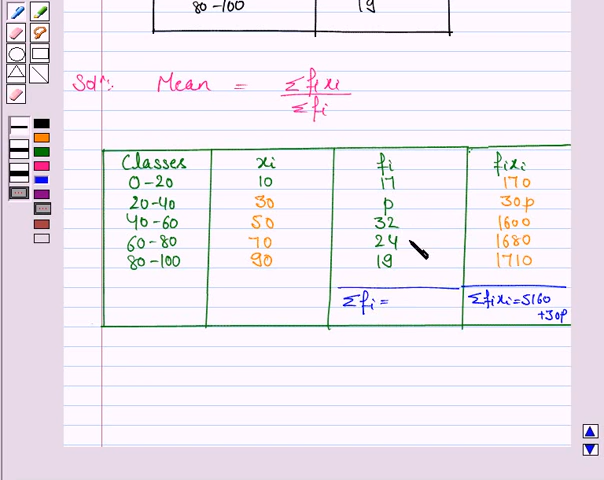 80-100 19
Solⁿ: Mean = Σfixi / Σfi
Classes xi fi fixi
0-20 10 17 170
20-40 30 p 30p
40-60 50 32 1600
60-80 70 24 1680
80-100 90 19 1710
Σfi = Σfixi = 5160
+30p